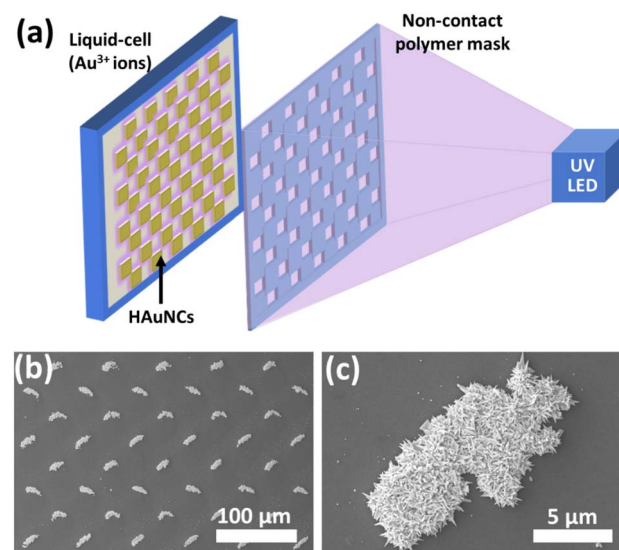 (a)
Liquid-cell
(Au³⁺ ions)
Non-contact
polymer mask
UV
LED
HAuNCs
(b)
100 μm
(c)
5 μm